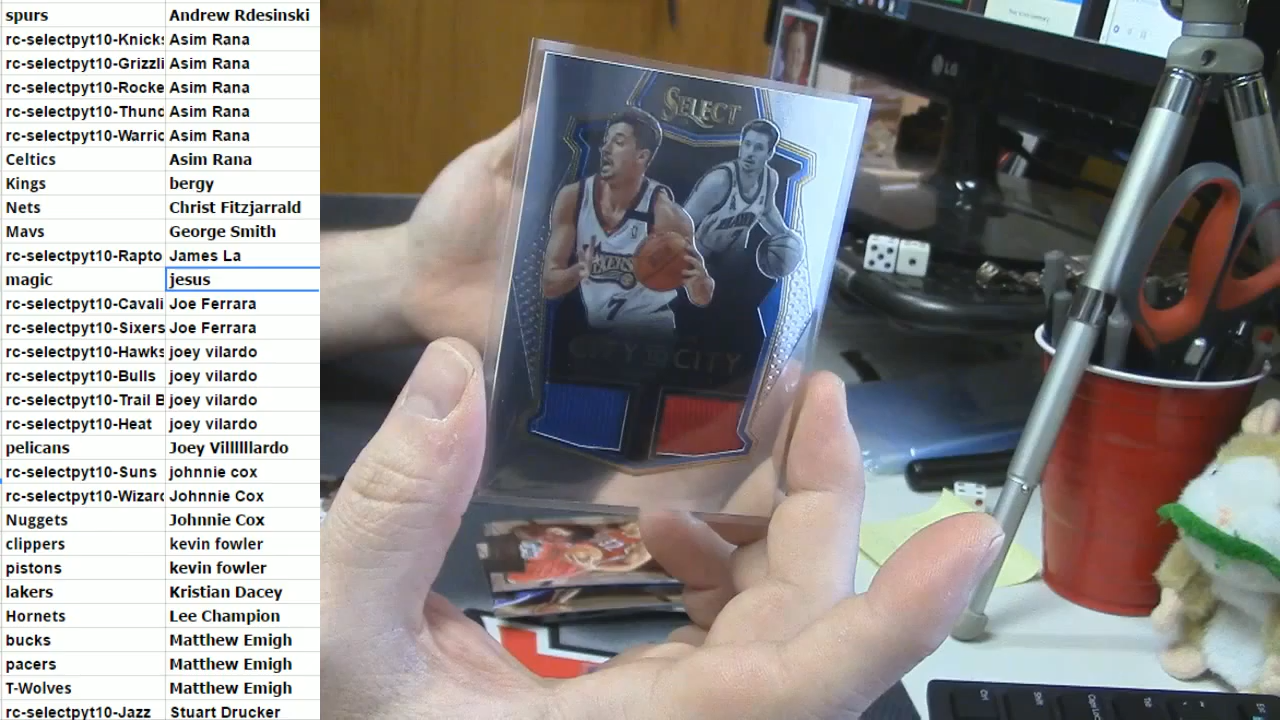 spurs Andrew Rdesinski
rc-selectpyt10-Knicks Asim Rana
rc-selectpyt10-Grizzli Asim Rana
rc-selectpyt10-Rocke Asim Rana
rc-selectpyt10-Thund Asim Rana
rc-selectpyt10-Warric Asim Rana
Celtics Asim Rana
Kings bergy
Nets Christ Fitzjarrald
Mavs George Smith
rc-selectpyt10-Rapto James La
magic jesus
rc-selectpyt10-Cavali Joe Ferrara
rc-selectpyt10-Sixers Joe Ferrara
rc-selectpyt10-Hawks joey vilardo
rc-selectpyt10-Bulls joey vilardo
rc-selectpyt10-Trail B joey vilardo
rc-selectpyt10-Heat joey vilardo
pelicans Joey Villllllardo
rc-selectpyt10-Suns johnnie cox
rc-selectpyt10-Wizard Johnnie Cox
Nuggets Johnnie Cox
clippers kevin fowler
pistons kevin fowler
lakers Kristian Dacey
Hornets Lee Champion
bucks Matthew Emigh
pacers Matthew Emigh
T-Wolves Matthew Emigh
rc-selectpyt10-Jazz Stuart Drucker
SELECT
7
CITY TO CITY
LG